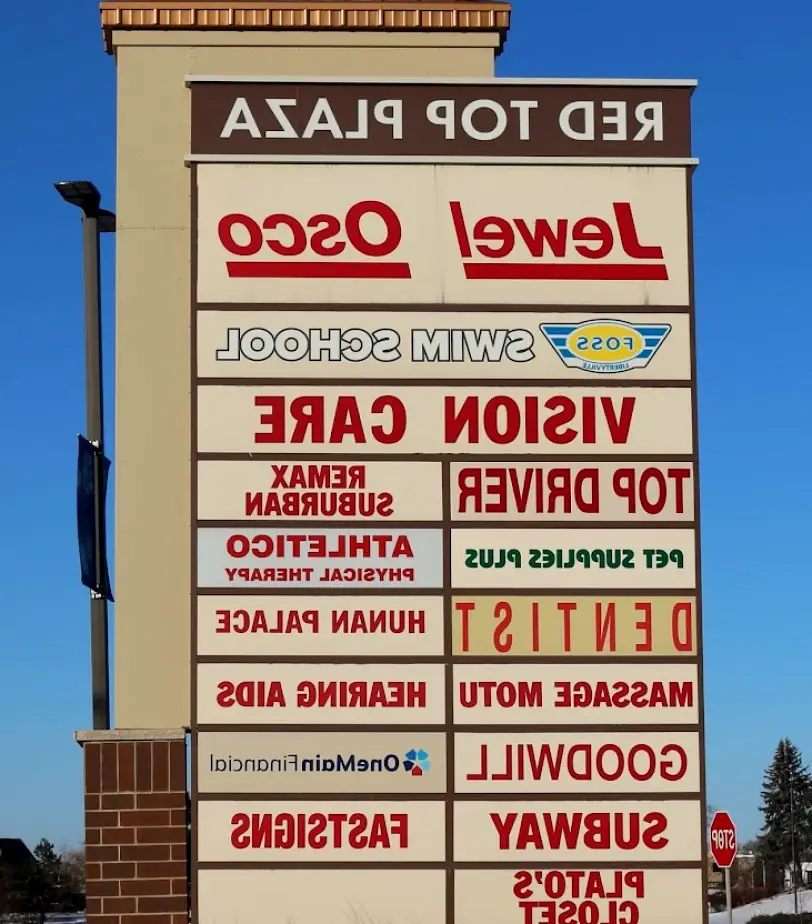 RED TOP PLAZA
Jewel Osco
FOSS
LIBERTYVILLE
SWIM SCHOOL
VISION CARE
TOP DRIVER
REMAX
SUBURBAN
PET SUPPLIES PLUS
ATHLETICO
PHYSICAL THERAPY
DENTIST
HUNAN PALACE
MASSAGE MOTU
HEARING AIDS
GOODWILL
OneMain Financial
SUBWAY
FASTSIGNS
PLATO'S
CLOSET
STOP